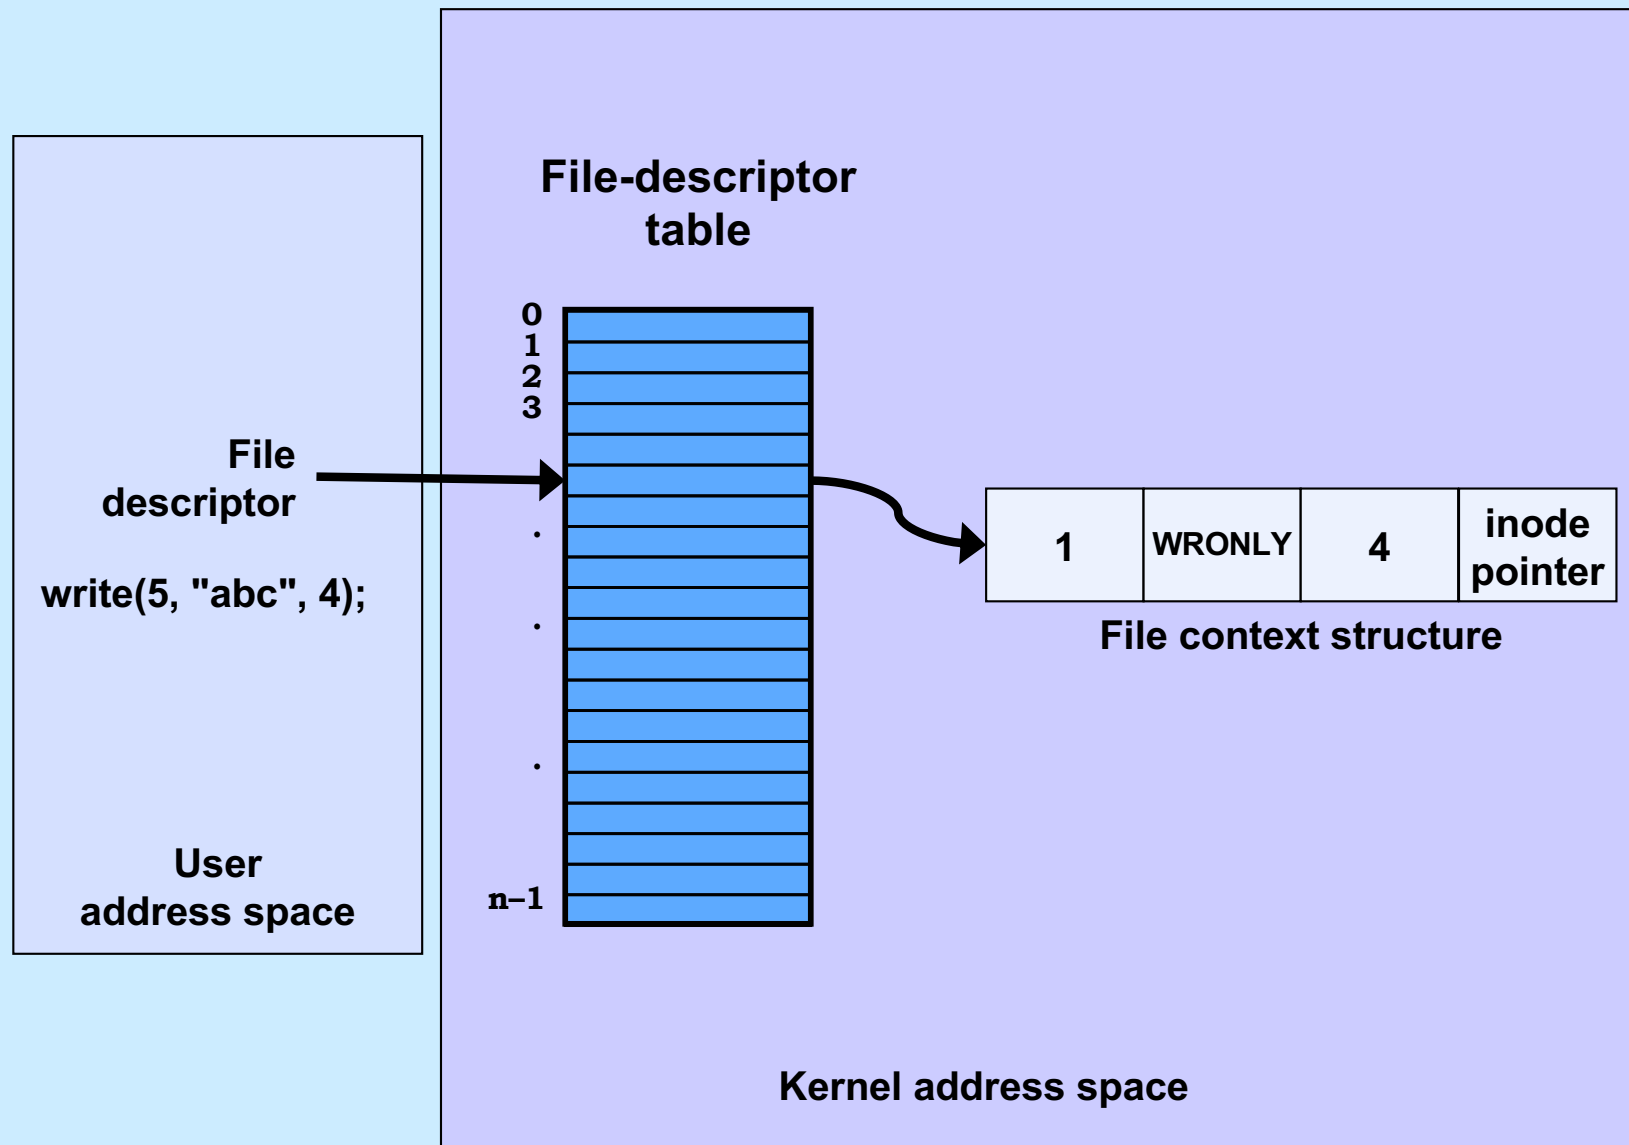 File-descriptor
table
0
1
2
3
.
.
.
n–1
File
descriptor
write(5, "abc", 4);
User
address space
1
WRONLY
4
inode
pointer
File context structure
Kernel address space